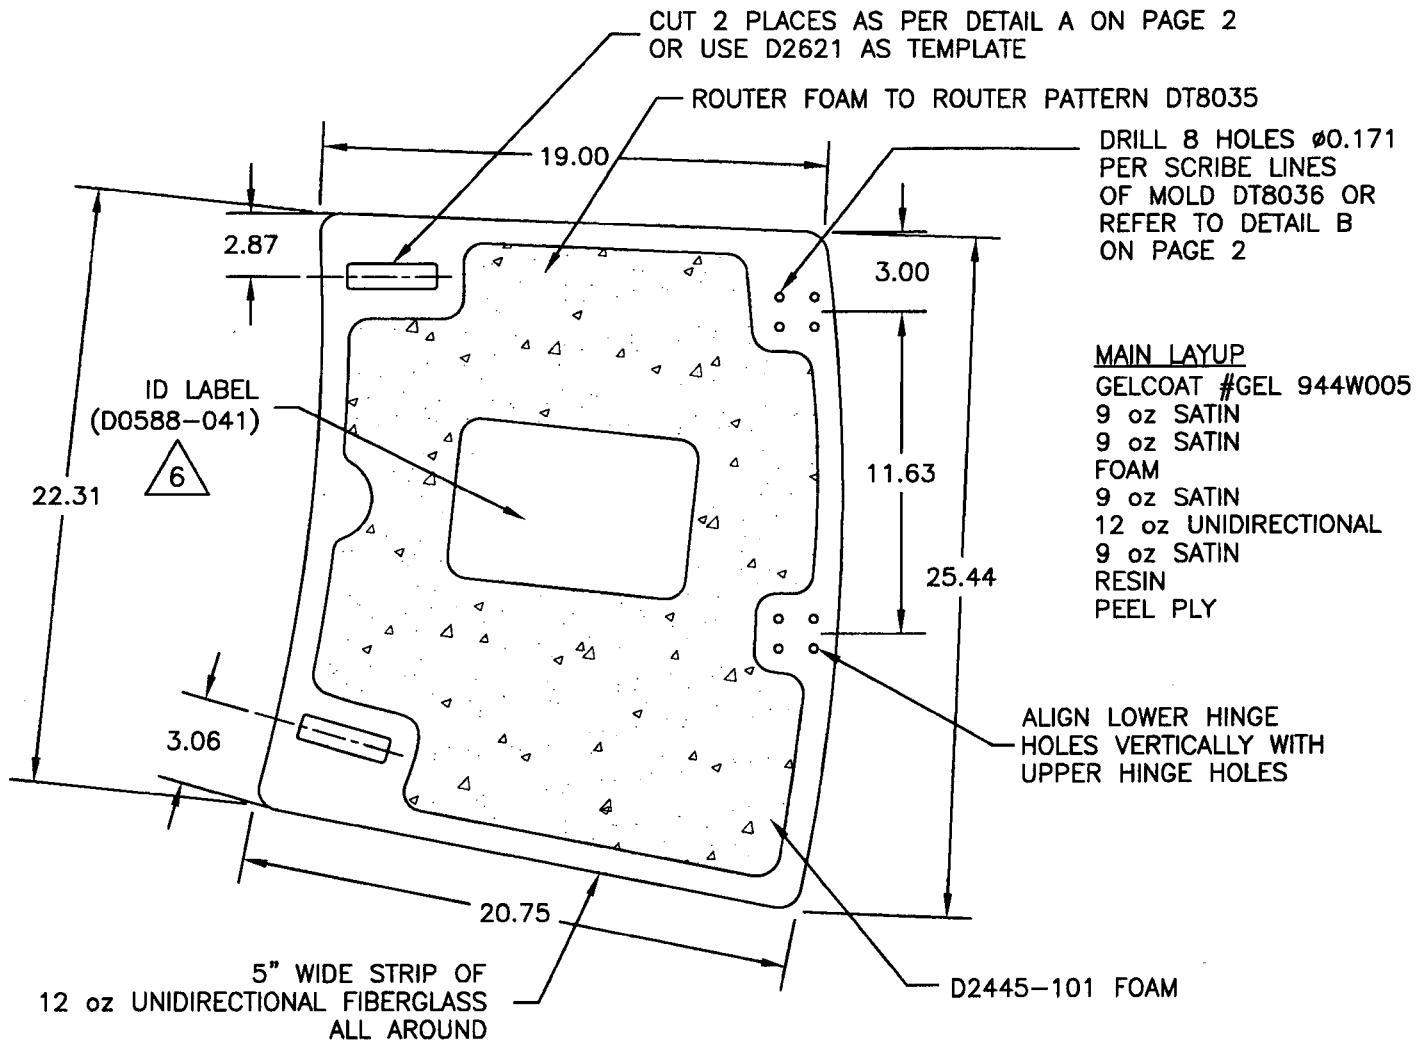 CUT 2 PLACES AS PER DETAIL A ON PAGE 2
OR USE D2621 AS TEMPLATE
ROUTER FOAM TO ROUTER PATTERN DT8035
19.00
DRILL 8 HOLES ø0.171
PER SCRIBE LINES
OF MOLD DT8036 OR
REFER TO DETAIL B
ON PAGE 2
2.87
3.00
MAIN LAYUP
GELCOAT #GEL 944W005
9 oz SATIN
9 oz SATIN
FOAM
9 oz SATIN
12 oz UNIDIRECTIONAL
9 oz SATIN
RESIN
PEEL PLY
ID LABEL
(D0588-041)
6
22.31
11.63
25.44
3.06
ALIGN LOWER HINGE
HOLES VERTICALLY WITH
UPPER HINGE HOLES
20.75
5" WIDE STRIP OF
12 oz UNIDIRECTIONAL FIBERGLASS
ALL AROUND
D2445-101 FOAM